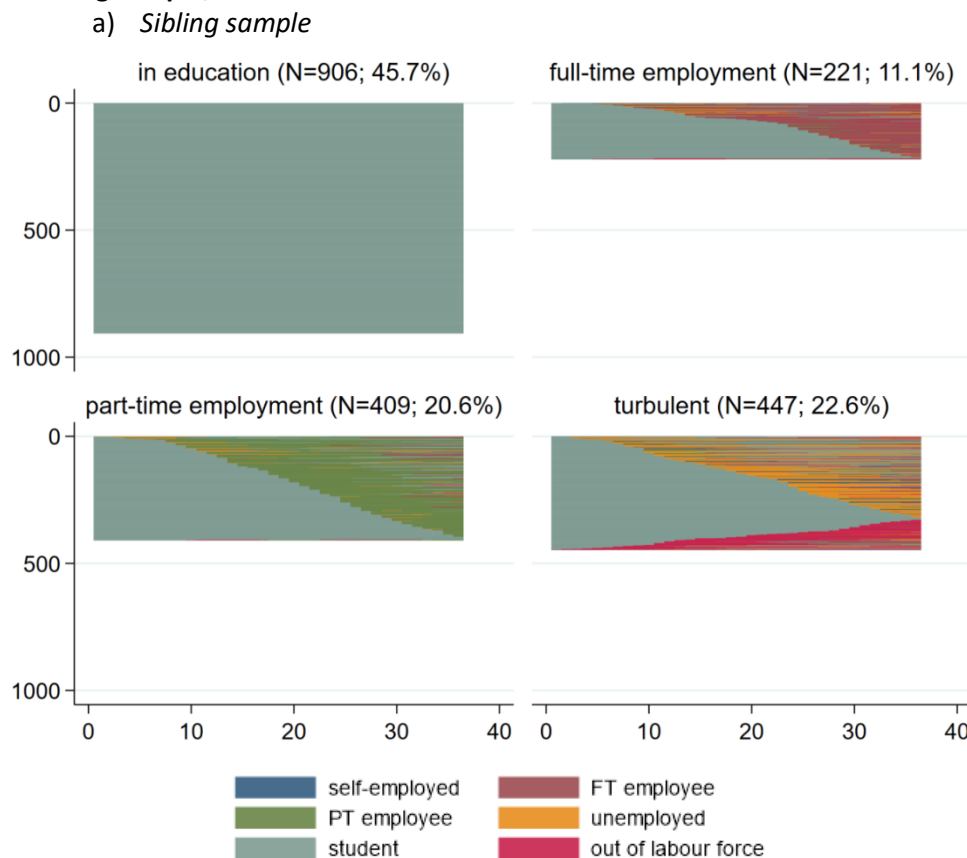 a) Sibling sample
in education (N=906; 45.7%) full-time employment (N=221; 11.1%)
0
500
1000
part-time employment (N=409; 20.6%) turbulent (N=447; 22.6%)
0
500
1000
0 10 20 30 40 0 10 20 30 40
self-employed FT employee
PT employee unemployed
student out of labour force